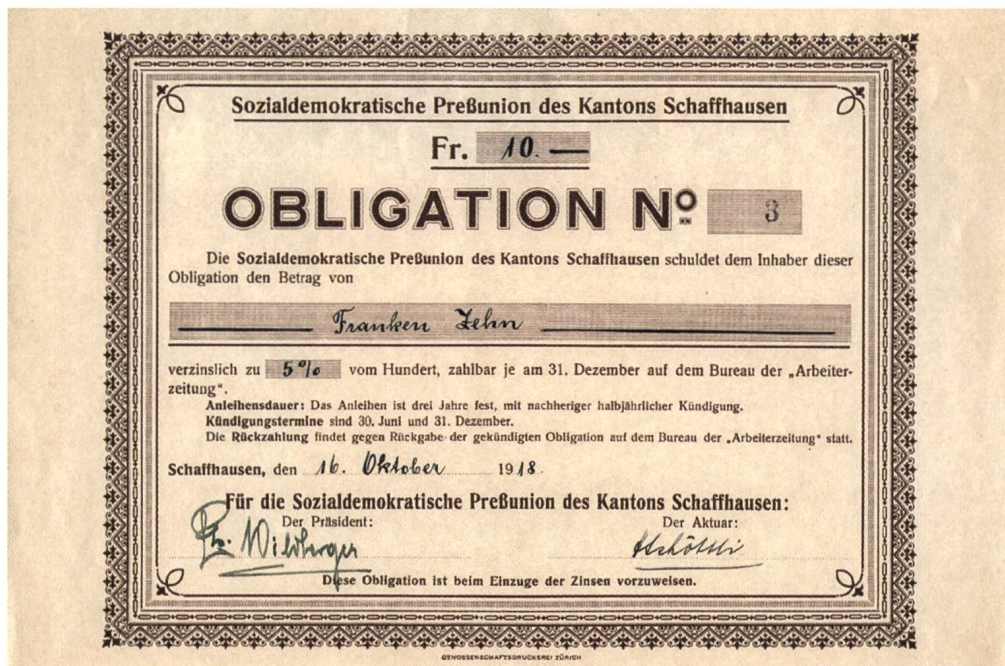 Sozialdemokratische Preßunion des Kantons Schaffhausen
Fr. 10.—
OBLIGATION No 3
Die Sozialdemokratische Preßunion des Kantons Schaffhausen schuldet dem Inhaber dieser
Obligation den Betrag von
Franken Zehn
verzinslich zu 5% vom Hundert, zahlbar je am 31. Dezember auf dem Bureau der „Arbeiter-
zeitung“.
Anleihensdauer: Das Anleihen ist drei Jahre fest, mit nachheriger halbjährlicher Kündigung.
Kündigungstermine sind 30. Juni und 31. Dezember.
Die Rückzahlung findet gegen Rückgabe der gekündigten Obligation auf dem Bureau der „Arbeiterzeitung“ statt.
Schaffhausen, den 16. Oktober 1918.
Für die Sozialdemokratische Preßunion des Kantons Schaffhausen:
Der Präsident: Der Aktuar:
Wildberger
Diese Obligation ist beim Einzuge der Zinsen vorzuweisen.
GENOSSENSCHAFTSDRUCKEREI ZÜRICH